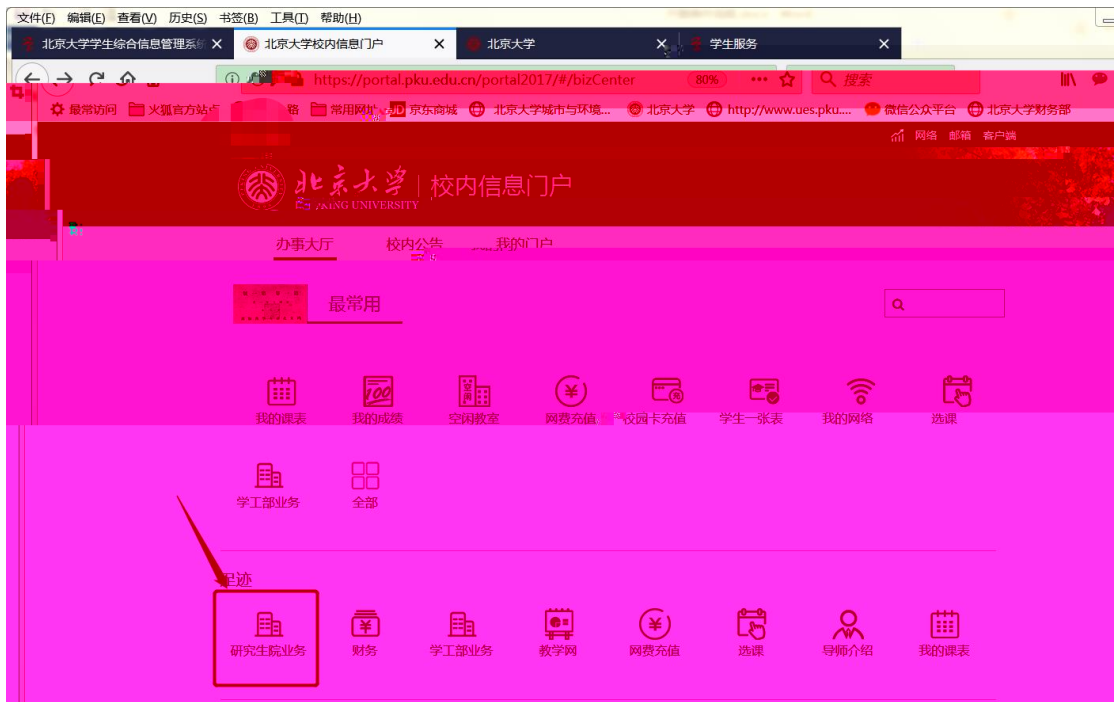 文件(F) 编辑(E) 查看(V) 历史(S) 书签(B) 工具(T) 帮助(H)
北京大学学生综合信息管理系统 北京大学校内信息门户 北京大学 学生服务
https://portal.pku.edu.cn/portal2017/#/bizCenter 80% 搜索
最常访问 火狐官方站点 常用网址 JD 京东商城 北京大学城市与环境... 北京大学 http://www.ues.pku.... 微信公众平台 北京大学财务部
网络 邮箱 客户端
北京大学 校内信息门户
UNIVERSITY
办事大厅 校内公告 我的门户
最常用
我的课表 我的成绩 空闲教室 网费充值 校园卡充值 学生一张表 我的网络 选课
学工部业务 全部
足迹
研究生院业务 财务 学工部业务 教学网 网费充值 选课 导师介绍 我的课表